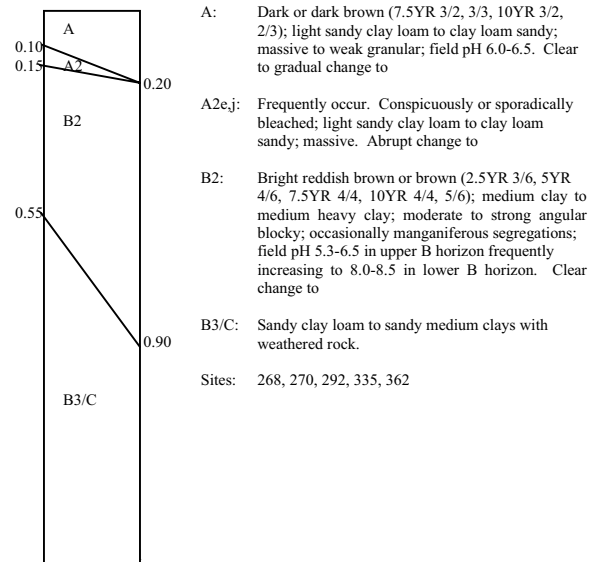 A
0.10
0.15 A2
0.20
B2
0.55
0.90
B3/C
A: Dark or dark brown (7.5YR 3/2, 3/3, 10YR 3/2,
2/3); light sandy clay loam to clay loam sandy;
massive to weak granular; field pH 6.0-6.5. Clear
to gradual change to
A2e,j: Frequently occur. Conspicuously or sporadically
bleached; light sandy clay loam to clay loam
sandy; massive. Abrupt change to
B2: Bright reddish brown or brown (2.5YR 3/6, 5YR
4/6, 7.5YR 4/4, 10YR 4/4, 5/6); medium clay to
medium heavy clay; moderate to strong angular
blocky; occasionally manganiferous segregations;
field pH 5.3-6.5 in upper B horizon frequently
increasing to 8.0-8.5 in lower B horizon. Clear
change to
B3/C: Sandy clay loam to sandy medium clays with
weathered rock.
Sites: 268, 270, 292, 335, 362